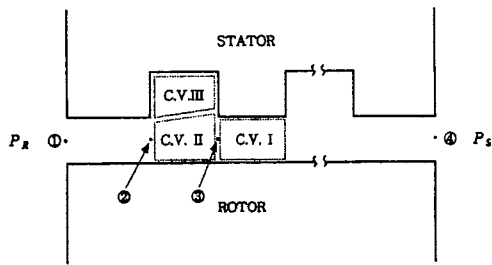 STATOR
C.V.III
P_R ① C.V. II C.V. I ④ P_S
② ③
ROTOR